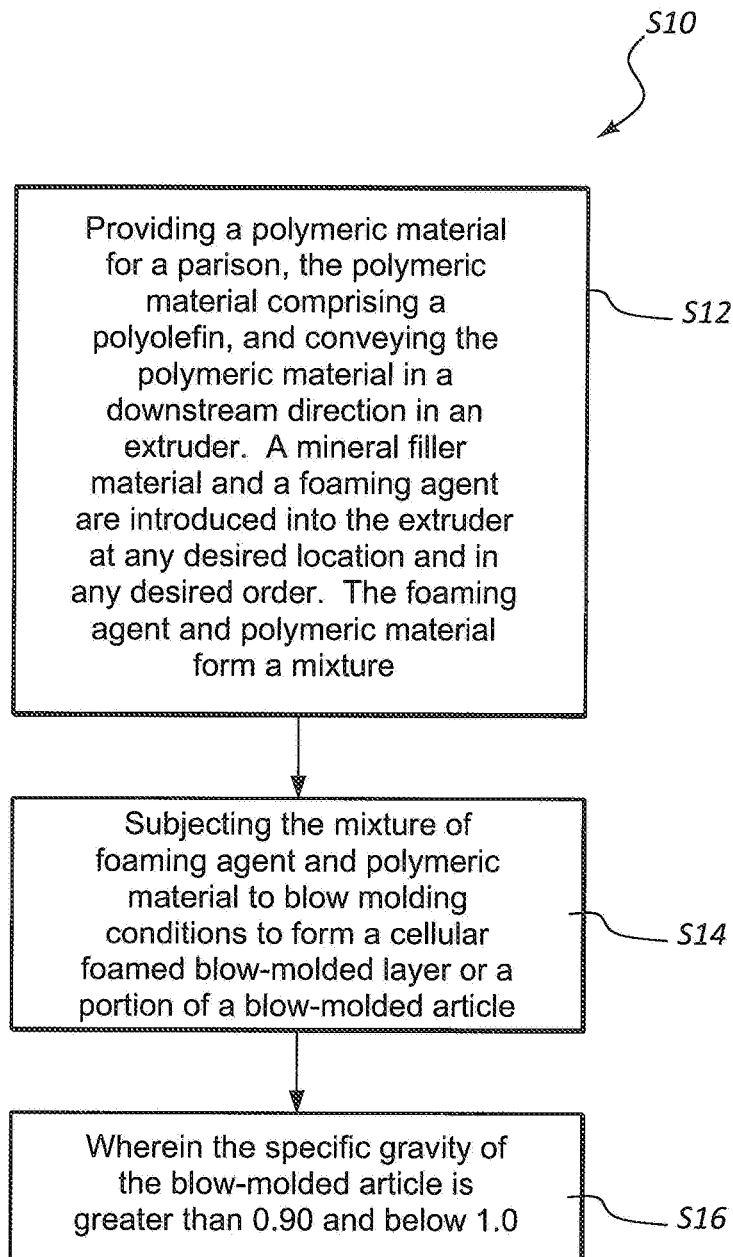 S10
Providing a polymeric material
for a parison, the polymeric
material comprising a
polyolefin, and conveying the
polymeric material in a
downstream direction in an
extruder. A mineral filler
material and a foaming agent
are introduced into the extruder
at any desired location and in
any desired order. The foaming
agent and polymeric material
form a mixture
S12
Subjecting the mixture of
foaming agent and polymeric
material to blow molding
conditions to form a cellular
foamed blow-molded layer or a
portion of a blow-molded article
S14
Wherein the specific gravity of
the blow-molded article is
greater than 0.90 and below 1.0
S16